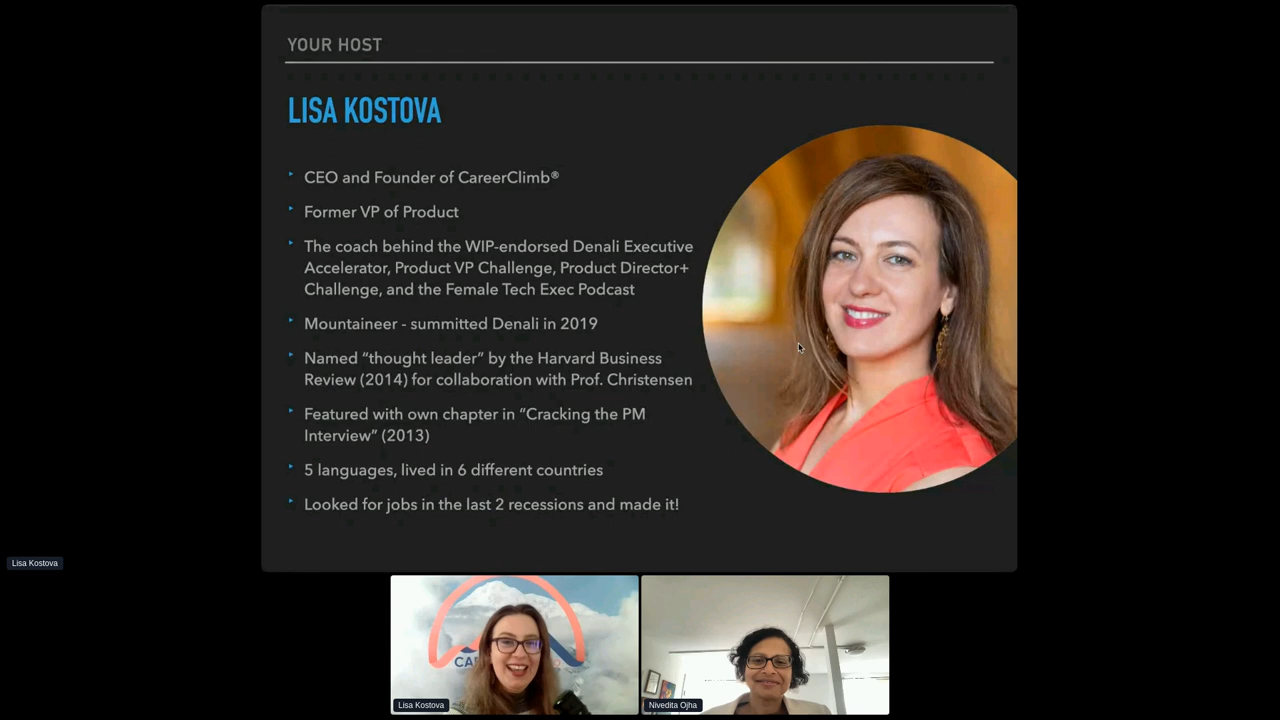 YOUR HOST
LISA KOSTOVA
‣ CEO and Founder of CareerClimb®
‣ Former VP of Product
‣ The coach behind the WIP-endorsed Denali Executive
Accelerator, Product VP Challenge, Product Director+
Challenge, and the Female Tech Exec Podcast
‣ Mountaineer - summitted Denali in 2019
‣ Named “thought leader” by the Harvard Business
Review (2014) for collaboration with Prof. Christensen
‣ Featured with own chapter in “Cracking the PM
Interview” (2013)
‣ 5 languages, lived in 6 different countries
‣ Looked for jobs in the last 2 recessions and made it!
Lisa Kostova
Lisa Kostova
Nivedita Ojha